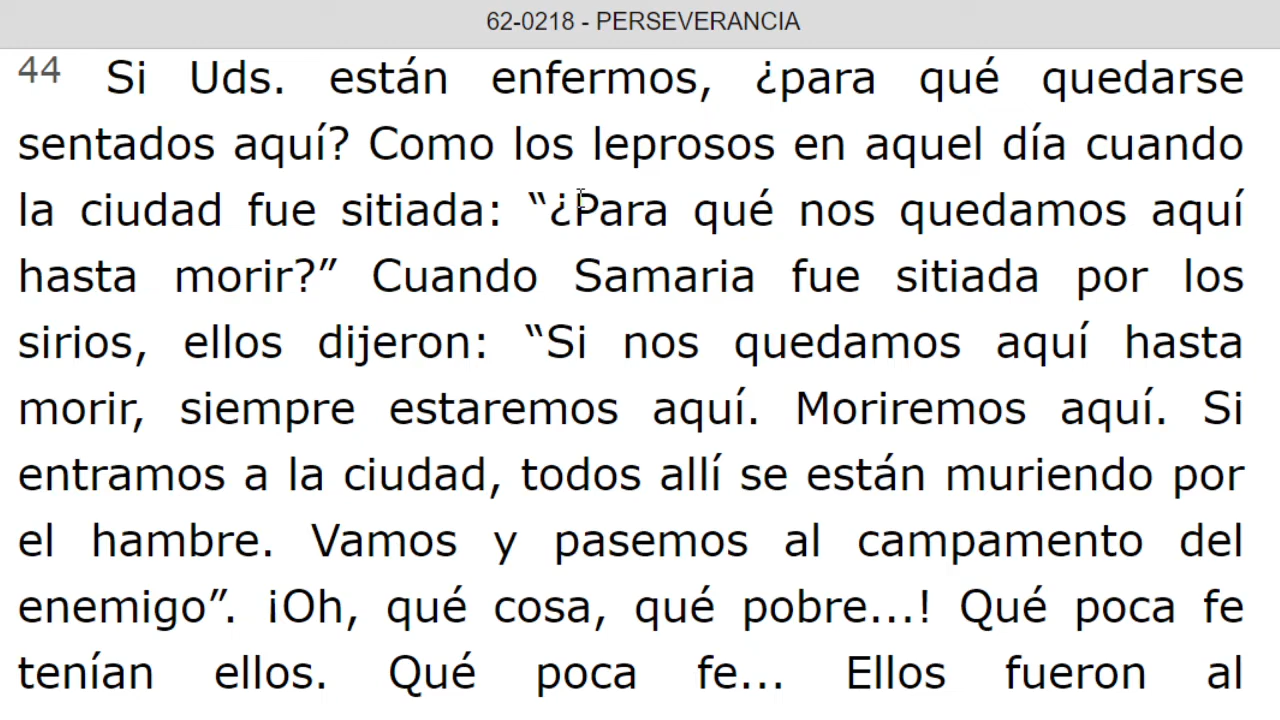 62-0218 - PERSEVERANCIA
44 Si Uds. están enfermos, ¿para qué quedarse
sentados aquí? Como los leprosos en aquel día cuando
la ciudad fue sitiada: “¿Para qué nos quedamos aquí
hasta morir?” Cuando Samaria fue sitiada por los
sirios, ellos dijeron: “Si nos quedamos aquí hasta
morir, siempre estaremos aquí. Moriremos aquí. Si
entramos a la ciudad, todos allí se están muriendo por
el hambre. Vamos y pasemos al campamento del
enemigo”. ¡Oh, qué cosa, qué pobre...! Qué poca fe
tenían ellos. Qué poca fe... Ellos fueron al